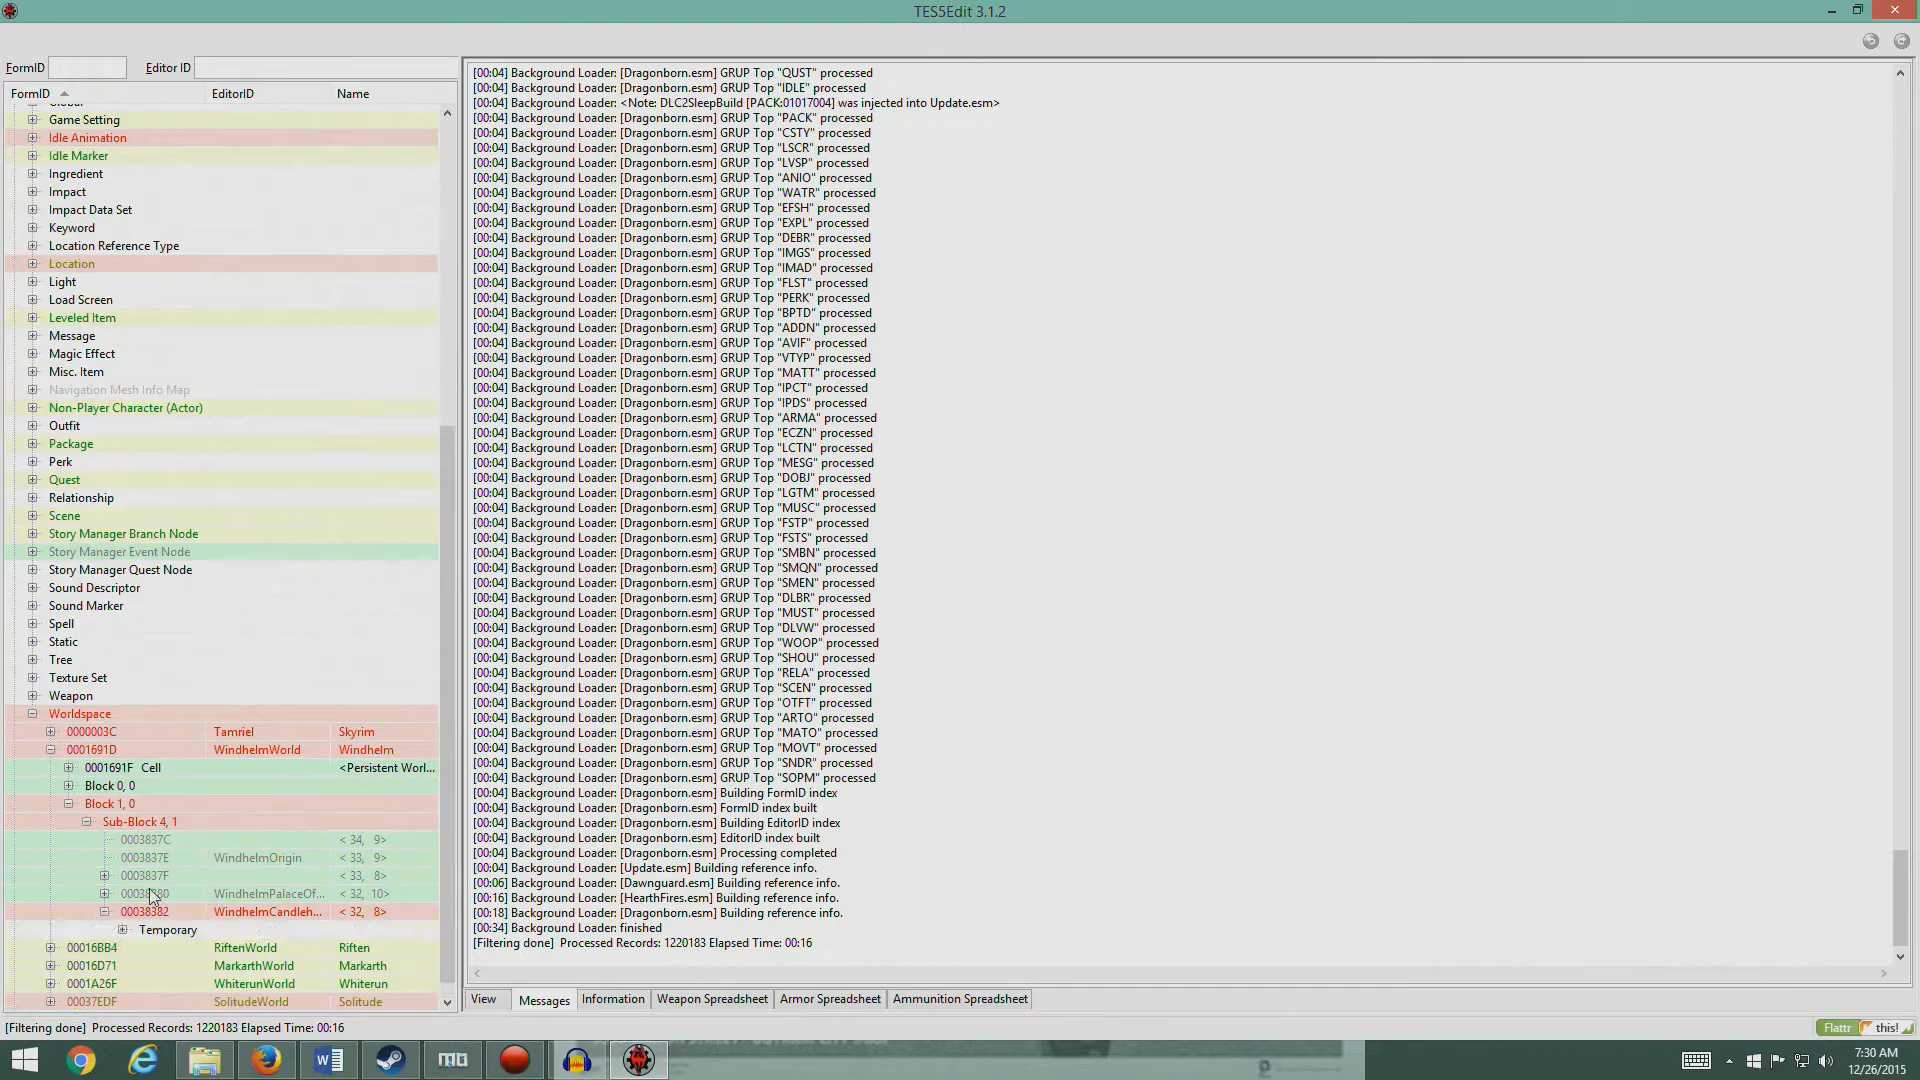 TES5Edit 3.1.2
FormID
Editor ID
FormID EditorID Name
Game Setting
Idle Animation
Idle Marker
Ingredient
Impact
Impact Data Set
Keyword
Location Reference Type
Location
Light
Load Screen
Leveled Item
Message
Magic Effect
Misc. Item
Navigation Mesh Info Map
Non-Player Character (Actor)
Outfit
Package
Perk
Quest
Relationship
Scene
Story Manager Branch Node
Story Manager Event Node
Story Manager Quest Node
Sound Descriptor
Sound Marker
Spell
Static
Tree
Texture Set
Weapon
Worldspace
0000003C Tamriel Skyrim
0001691D WindhelmWorld Windhelm
0001691F Cell <Persistent Worl...
Block 0, 0
Block 1, 0
Sub-Block 4, 1
0003837C < 34, 9>
0003837E WindhelmOrigin < 33, 9>
0003837F < 33, 8>
00038380 WindhelmPalaceOf... < 32, 10>
00038382 WindhelmCandleh... < 32, 8>
Temporary
00016BB4 RiftenWorld Riften
00016D71 MarkarthWorld Markarth
0001A26F WhiterunWorld Whiterun
00037EDF SolitudeWorld Solitude
[00:04] Background Loader: [Dragonborn.esm] GRUP Top "QUST" processed
[00:04] Background Loader: [Dragonborn.esm] GRUP Top "IDLE" processed
[00:04] Background Loader: <Note: DLC2SleepBuild [PACK:01017004] was injected into Update.esm>
[00:04] Background Loader: [Dragonborn.esm] GRUP Top "PACK" processed
[00:04] Background Loader: [Dragonborn.esm] GRUP Top "CSTY" processed
[00:04] Background Loader: [Dragonborn.esm] GRUP Top "LSCR" processed
[00:04] Background Loader: [Dragonborn.esm] GRUP Top "LVSP" processed
[00:04] Background Loader: [Dragonborn.esm] GRUP Top "ANIO" processed
[00:04] Background Loader: [Dragonborn.esm] GRUP Top "WATR" processed
[00:04] Background Loader: [Dragonborn.esm] GRUP Top "EFSH" processed
[00:04] Background Loader: [Dragonborn.esm] GRUP Top "EXPL" processed
[00:04] Background Loader: [Dragonborn.esm] GRUP Top "DEBR" processed
[00:04] Background Loader: [Dragonborn.esm] GRUP Top "IMGS" processed
[00:04] Background Loader: [Dragonborn.esm] GRUP Top "IMAD" processed
[00:04] Background Loader: [Dragonborn.esm] GRUP Top "FLST" processed
[00:04] Background Loader: [Dragonborn.esm] GRUP Top "PERK" processed
[00:04] Background Loader: [Dragonborn.esm] GRUP Top "BPTD" processed
[00:04] Background Loader: [Dragonborn.esm] GRUP Top "ADDN" processed
[00:04] Background Loader: [Dragonborn.esm] GRUP Top "AVIF" processed
[00:04] Background Loader: [Dragonborn.esm] GRUP Top "VTYP" processed
[00:04] Background Loader: [Dragonborn.esm] GRUP Top "MATT" processed
[00:04] Background Loader: [Dragonborn.esm] GRUP Top "IPCT" processed
[00:04] Background Loader: [Dragonborn.esm] GRUP Top "IPDS" processed
[00:04] Background Loader: [Dragonborn.esm] GRUP Top "ARMA" processed
[00:04] Background Loader: [Dragonborn.esm] GRUP Top "ECZN" processed
[00:04] Background Loader: [Dragonborn.esm] GRUP Top "LCTN" processed
[00:04] Background Loader: [Dragonborn.esm] GRUP Top "MESG" processed
[00:04] Background Loader: [Dragonborn.esm] GRUP Top "DOBJ" processed
[00:04] Background Loader: [Dragonborn.esm] GRUP Top "LGTM" processed
[00:04] Background Loader: [Dragonborn.esm] GRUP Top "MUSC" processed
[00:04] Background Loader: [Dragonborn.esm] GRUP Top "FSTP" processed
[00:04] Background Loader: [Dragonborn.esm] GRUP Top "FSTS" processed
[00:04] Background Loader: [Dragonborn.esm] GRUP Top "SMBN" processed
[00:04] Background Loader: [Dragonborn.esm] GRUP Top "SMQN" processed
[00:04] Background Loader: [Dragonborn.esm] GRUP Top "SMEN" processed
[00:04] Background Loader: [Dragonborn.esm] GRUP Top "DLBR" processed
[00:04] Background Loader: [Dragonborn.esm] GRUP Top "MUST" processed
[00:04] Background Loader: [Dragonborn.esm] GRUP Top "DLVW" processed
[00:04] Background Loader: [Dragonborn.esm] GRUP Top "WOOP" processed
[00:04] Background Loader: [Dragonborn.esm] GRUP Top "SHOU" processed
[00:04] Background Loader: [Dragonborn.esm] GRUP Top "RELA" processed
[00:04] Background Loader: [Dragonborn.esm] GRUP Top "SCEN" processed
[00:04] Background Loader: [Dragonborn.esm] GRUP Top "OTFT" processed
[00:04] Background Loader: [Dragonborn.esm] GRUP Top "ARTO" processed
[00:04] Background Loader: [Dragonborn.esm] GRUP Top "MATO" processed
[00:04] Background Loader: [Dragonborn.esm] GRUP Top "MOVT" processed
[00:04] Background Loader: [Dragonborn.esm] GRUP Top "SNDR" processed
[00:04] Background Loader: [Dragonborn.esm] GRUP Top "SOPM" processed
[00:04] Background Loader: [Dragonborn.esm] Building FormID index
[00:04] Background Loader: [Dragonborn.esm] FormID index built
[00:04] Background Loader: [Dragonborn.esm] Building EditorID index
[00:04] Background Loader: [Dragonborn.esm] EditorID index built
[00:04] Background Loader: [Dragonborn.esm] Processing completed
[00:04] Background Loader: [Update.esm] Building reference info.
[00:06] Background Loader: [Dawnguard.esm] Building reference info.
[00:16] Background Loader: [HearthFires.esm] Building reference info.
[00:18] Background Loader: [Dragonborn.esm] Building reference info.
[00:34] Background Loader: finished
[Filtering done] Processed Records: 1220183 Elapsed Time: 00:16
View Messages Information Weapon Spreadsheet Armor Spreadsheet Ammunition Spreadsheet
[Filtering done] Processed Records: 1220183 Elapsed Time: 00:16
Flattr this!
7:30 AM
12/26/2015